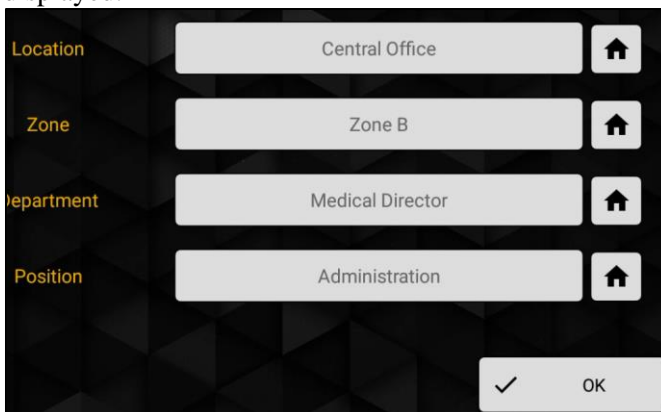 Location Central Office
Zone Zone B
Department Medical Director
Position Administration
OK